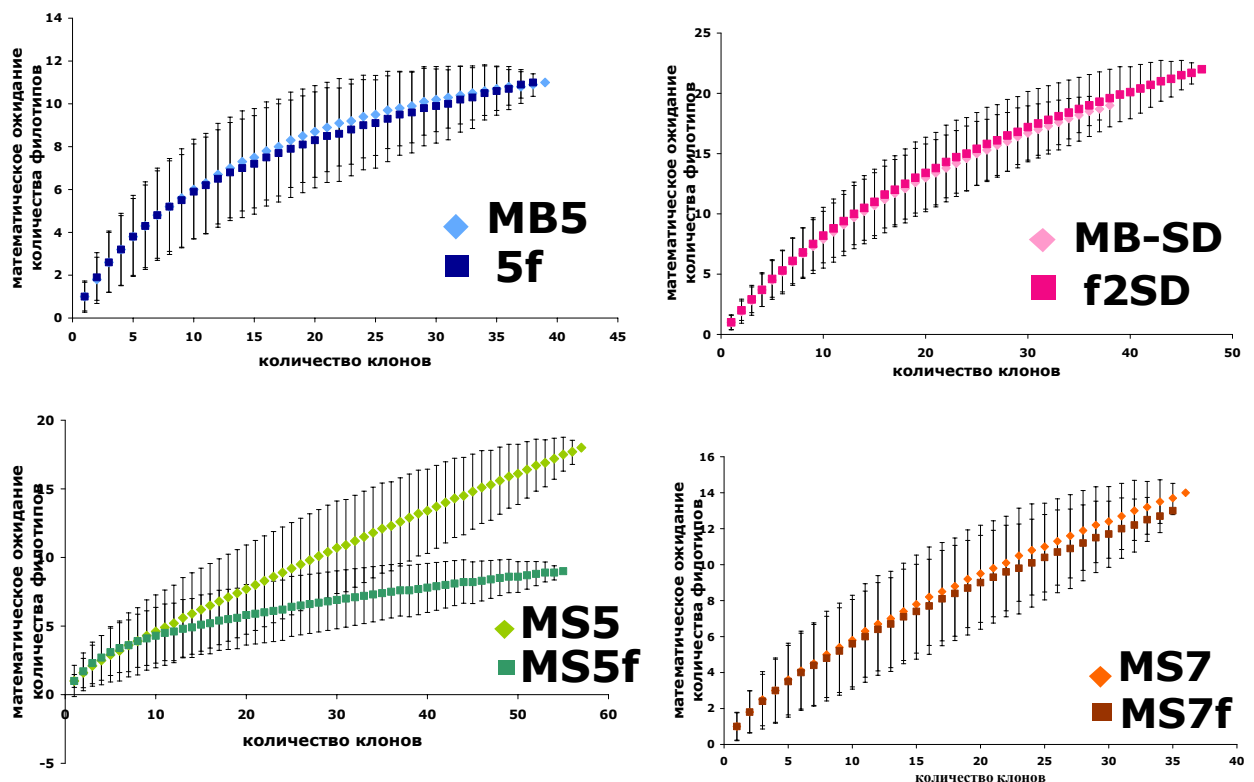 математическое ожидание
количества филотипов
14
12
10
8
6
4
2
0
0 5 10 15 20 25 30 35 40 45
количество клонов
MB5
5f
математическое ожидание
количества филотипов
25
20
15
10
5
0
0 10 20 30 40 50
количество клонов
MB-SD
f2SD
математическое ожидание
количества филотипов
20
15
10
5
0
-5
0 10 20 30 40 50 60
количество клонов
MS5
MS5f
математическое ожидание
количества филотипов
16
14
12
10
8
6
4
2
0
0 5 10 15 20 25 30 35 40
количество клонов
MS7
MS7f